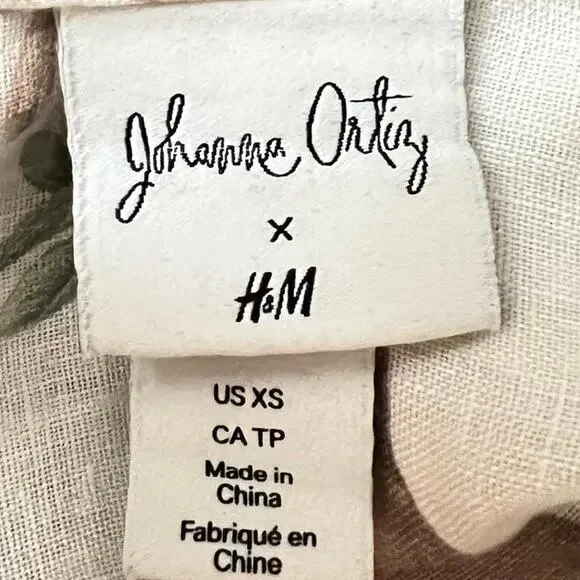 Johanna Ortiz
x
H&M
US XS
CA TP
Made in
China
Fabriqué en
Chine